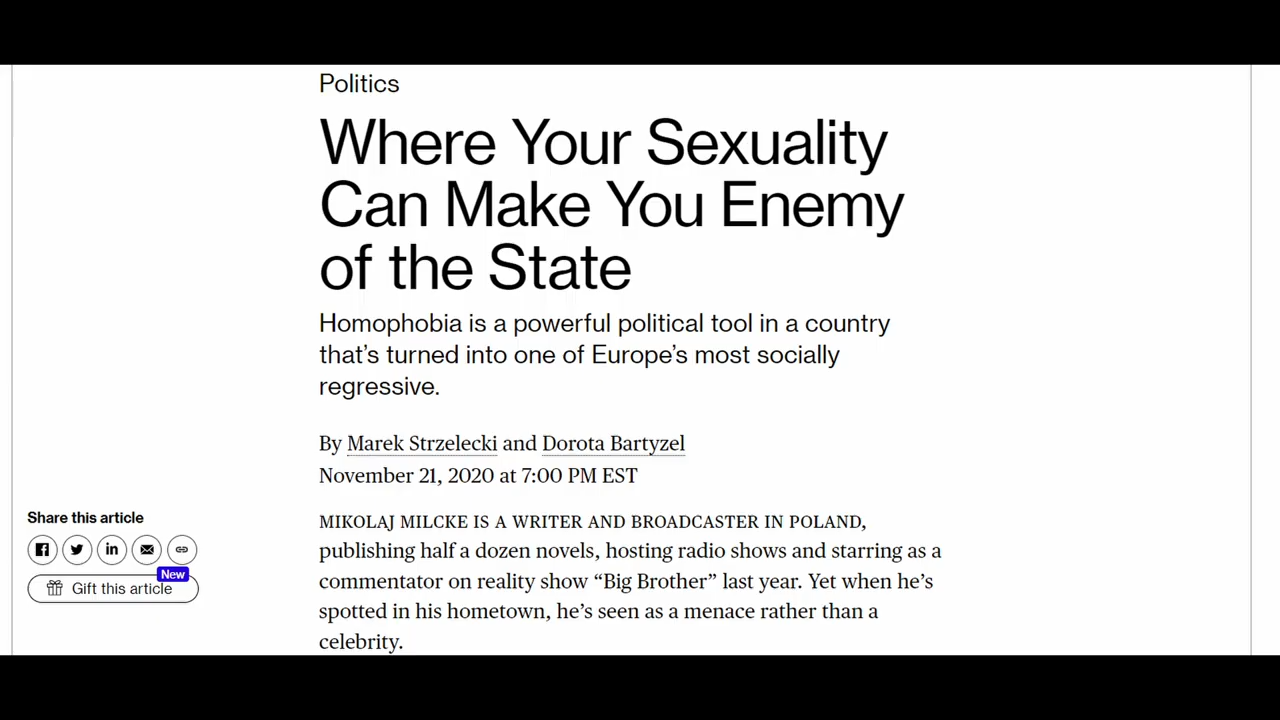 Politics
Where Your Sexuality
Can Make You Enemy
of the State
Homophobia is a powerful political tool in a country
that's turned into one of Europe's most socially
regressive.
By Marek Strzelecki and Dorota Bartyzel
November 21, 2020 at 7:00 PM EST
Share this article
New
Gift this article
MIKOLAJ MILCKE IS A WRITER AND BROADCASTER IN POLAND,
publishing half a dozen novels, hosting radio shows and starring as a
commentator on reality show “Big Brother” last year. Yet when he's
spotted in his hometown, he's seen as a menace rather than a
celebrity.